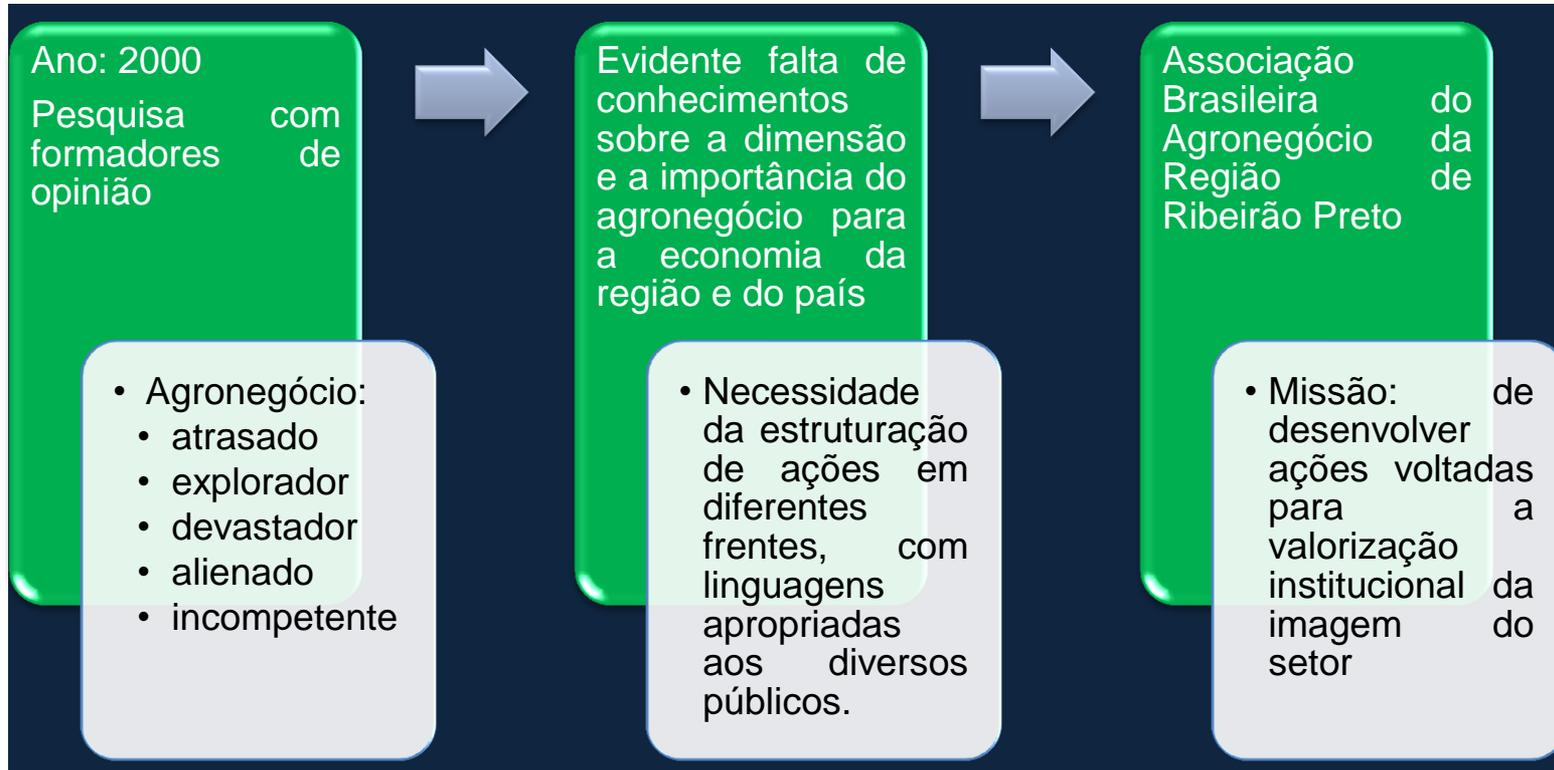 Ano: 2000
Pesquisa com
formadores de
opinião
• Agronegócio:
• atrasado
• explorador
• devastador
• alienado
• incompetente
Evidente falta de
conhecimentos
sobre a dimensão
e a importância do
agronegócio para
a economia da
região e do país
• Necessidade
da estruturação
de ações em
diferentes
frentes, com
linguagens
apropriadas
aos diversos
públicos.
Associação
Brasileira do
Agronegócio da
Região de
Ribeirão Preto
• Missão: de
desenvolver
ações voltadas
para a
valorização
institucional da
imagem do
setor